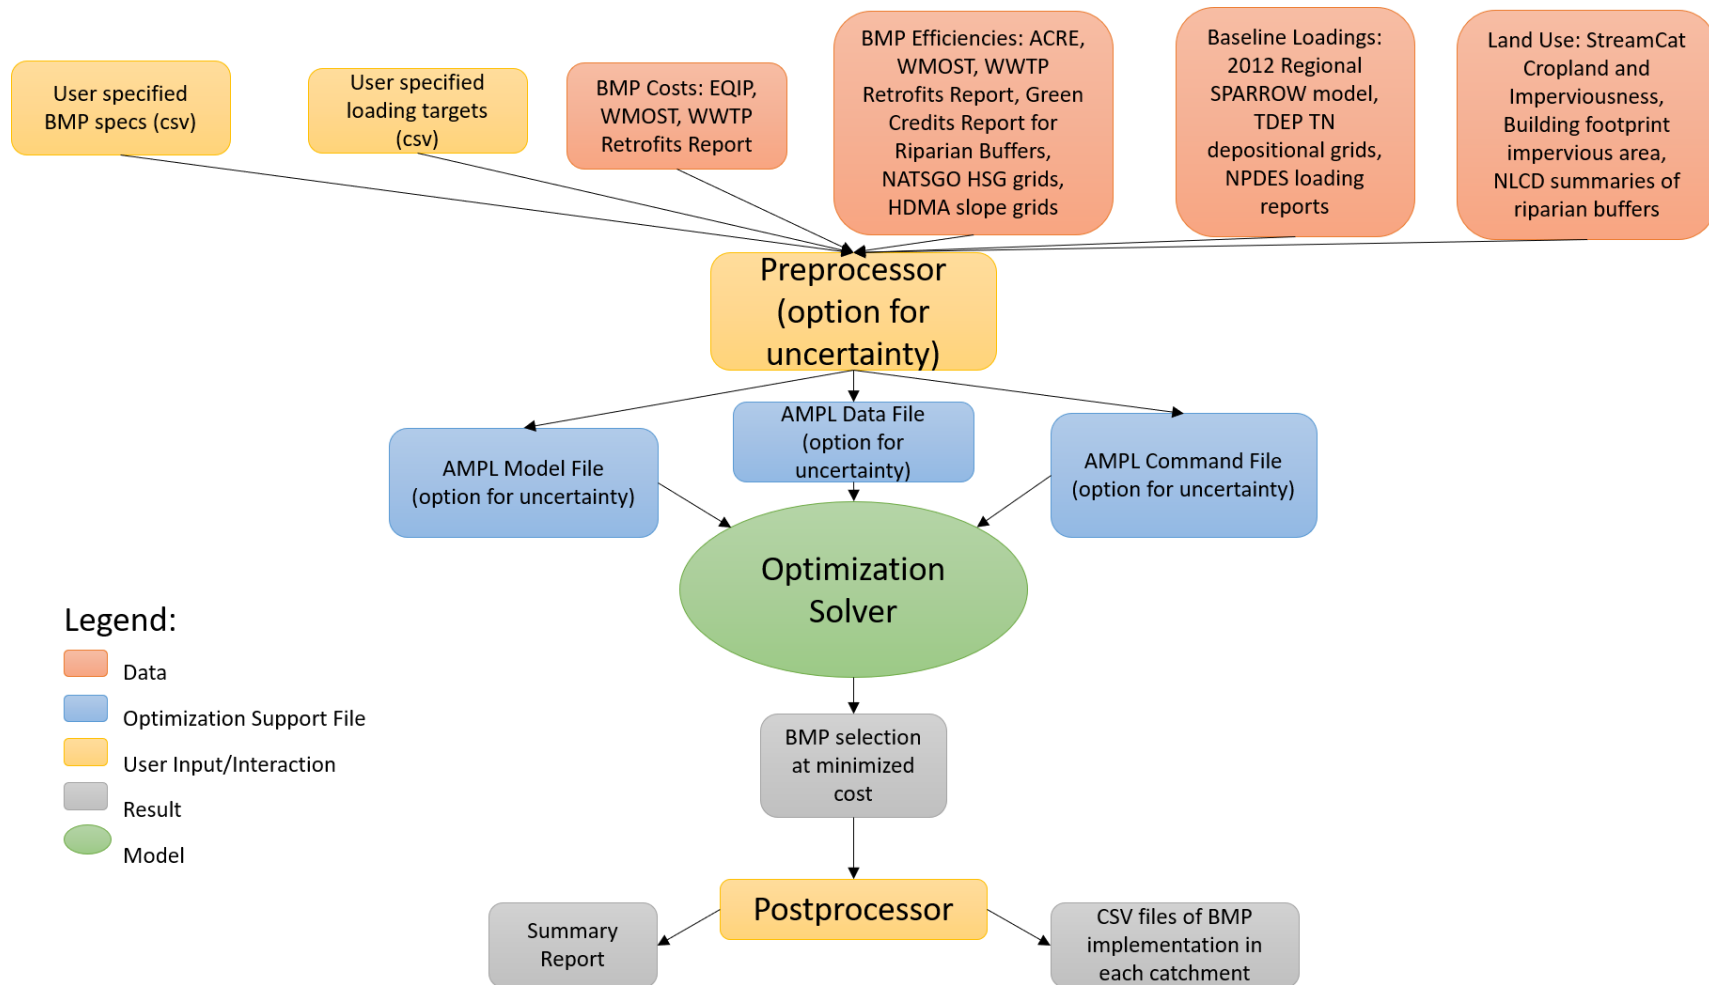 User specified
BMP specs (csv)
User specified
loading targets
(csv)
BMP Costs: EQIP,
WMOST, WWTP
Retrofits Report
BMP Efficiencies: ACRE,
WMOST, WWTP
Retrofits Report, Green
Credits Report for
Riparian Buffers,
NATSGO HSG grids,
HDMA slope grids
Baseline Loadings:
2012 Regional
SPARROW model,
TDEP TN
depositional grids,
NPDES loading
reports
Land Use: StreamCat
Cropland and
Imperviousness,
Building footprint
impervious area,
NLCD summaries of
riparian buffers
Preprocessor
(option for
uncertainty)
AMPL Model File
(option for uncertainty)
AMPL Data File
(option for
uncertainty)
AMPL Command File
(option for uncertainty)
Optimization
Solver
Legend:
Data
Optimization Support File
User Input/Interaction
Result
Model
BMP selection
at minimized
cost
Postprocessor
Summary
Report
CSV files of BMP
implementation in
each catchment